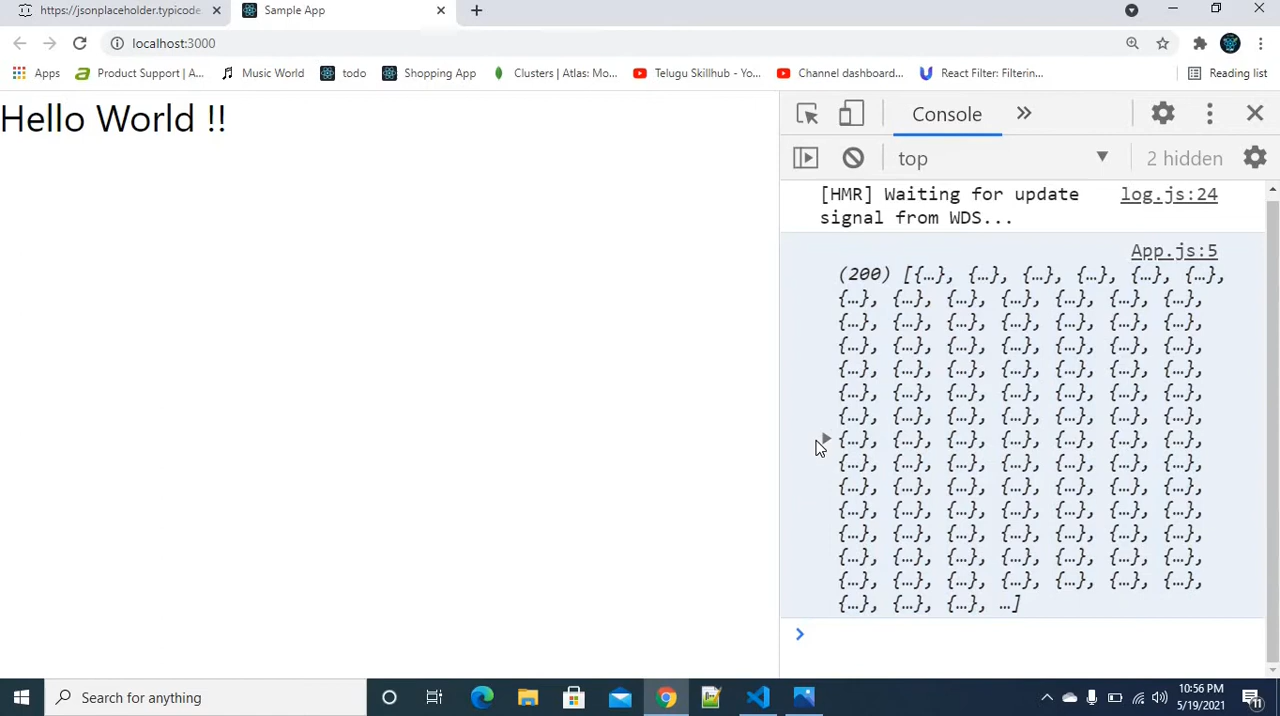 https://jsonplaceholder.typicode.
Sample App
localhost:3000
Apps
Product Support | A...
Music World
todo
Shopping App
Clusters | Atlas: Mo...
Telugu Skillhub - Yo...
Channel dashboard...
React Filter: Filterin...
Reading list
Hello World !!
Console
top
2 hidden
[HMR] Waiting for update log.js:24
signal from WDS...
App.js:5
(200) [{…}, {…}, {…}, {…}, {…}, {…},
{…}, {…}, {…}, {…}, {…}, {…}, {…},
{…}, {…}, {…}, {…}, {…}, {…}, {…},
{…}, {…}, {…}, {…}, {…}, {…}, {…},
{…}, {…}, {…}, {…}, {…}, {…}, {…},
{…}, {…}, {…}, {…}, {…}, {…}, {…},
{…}, {…}, {…}, {…}, {…}, {…}, {…},
{…}, {…}, {…}, {…}, {…}, {…}, {…},
{…}, {…}, {…}, {…}, {…}, {…}, {…},
{…}, {…}, {…}, {…}, {…}, {…}, {…},
{…}, {…}, {…}, {…}, {…}, {…}, {…},
{…}, {…}, {…}, {…}, {…}, {…}, {…},
{…}, {…}, {…}, {…}, {…}, {…}, {…},
{…}, {…}, {…}, {…}, {…}, {…}, {…},
{…}, {…}, {…}, …]
Search for anything
10:56 PM
5/19/2021
11